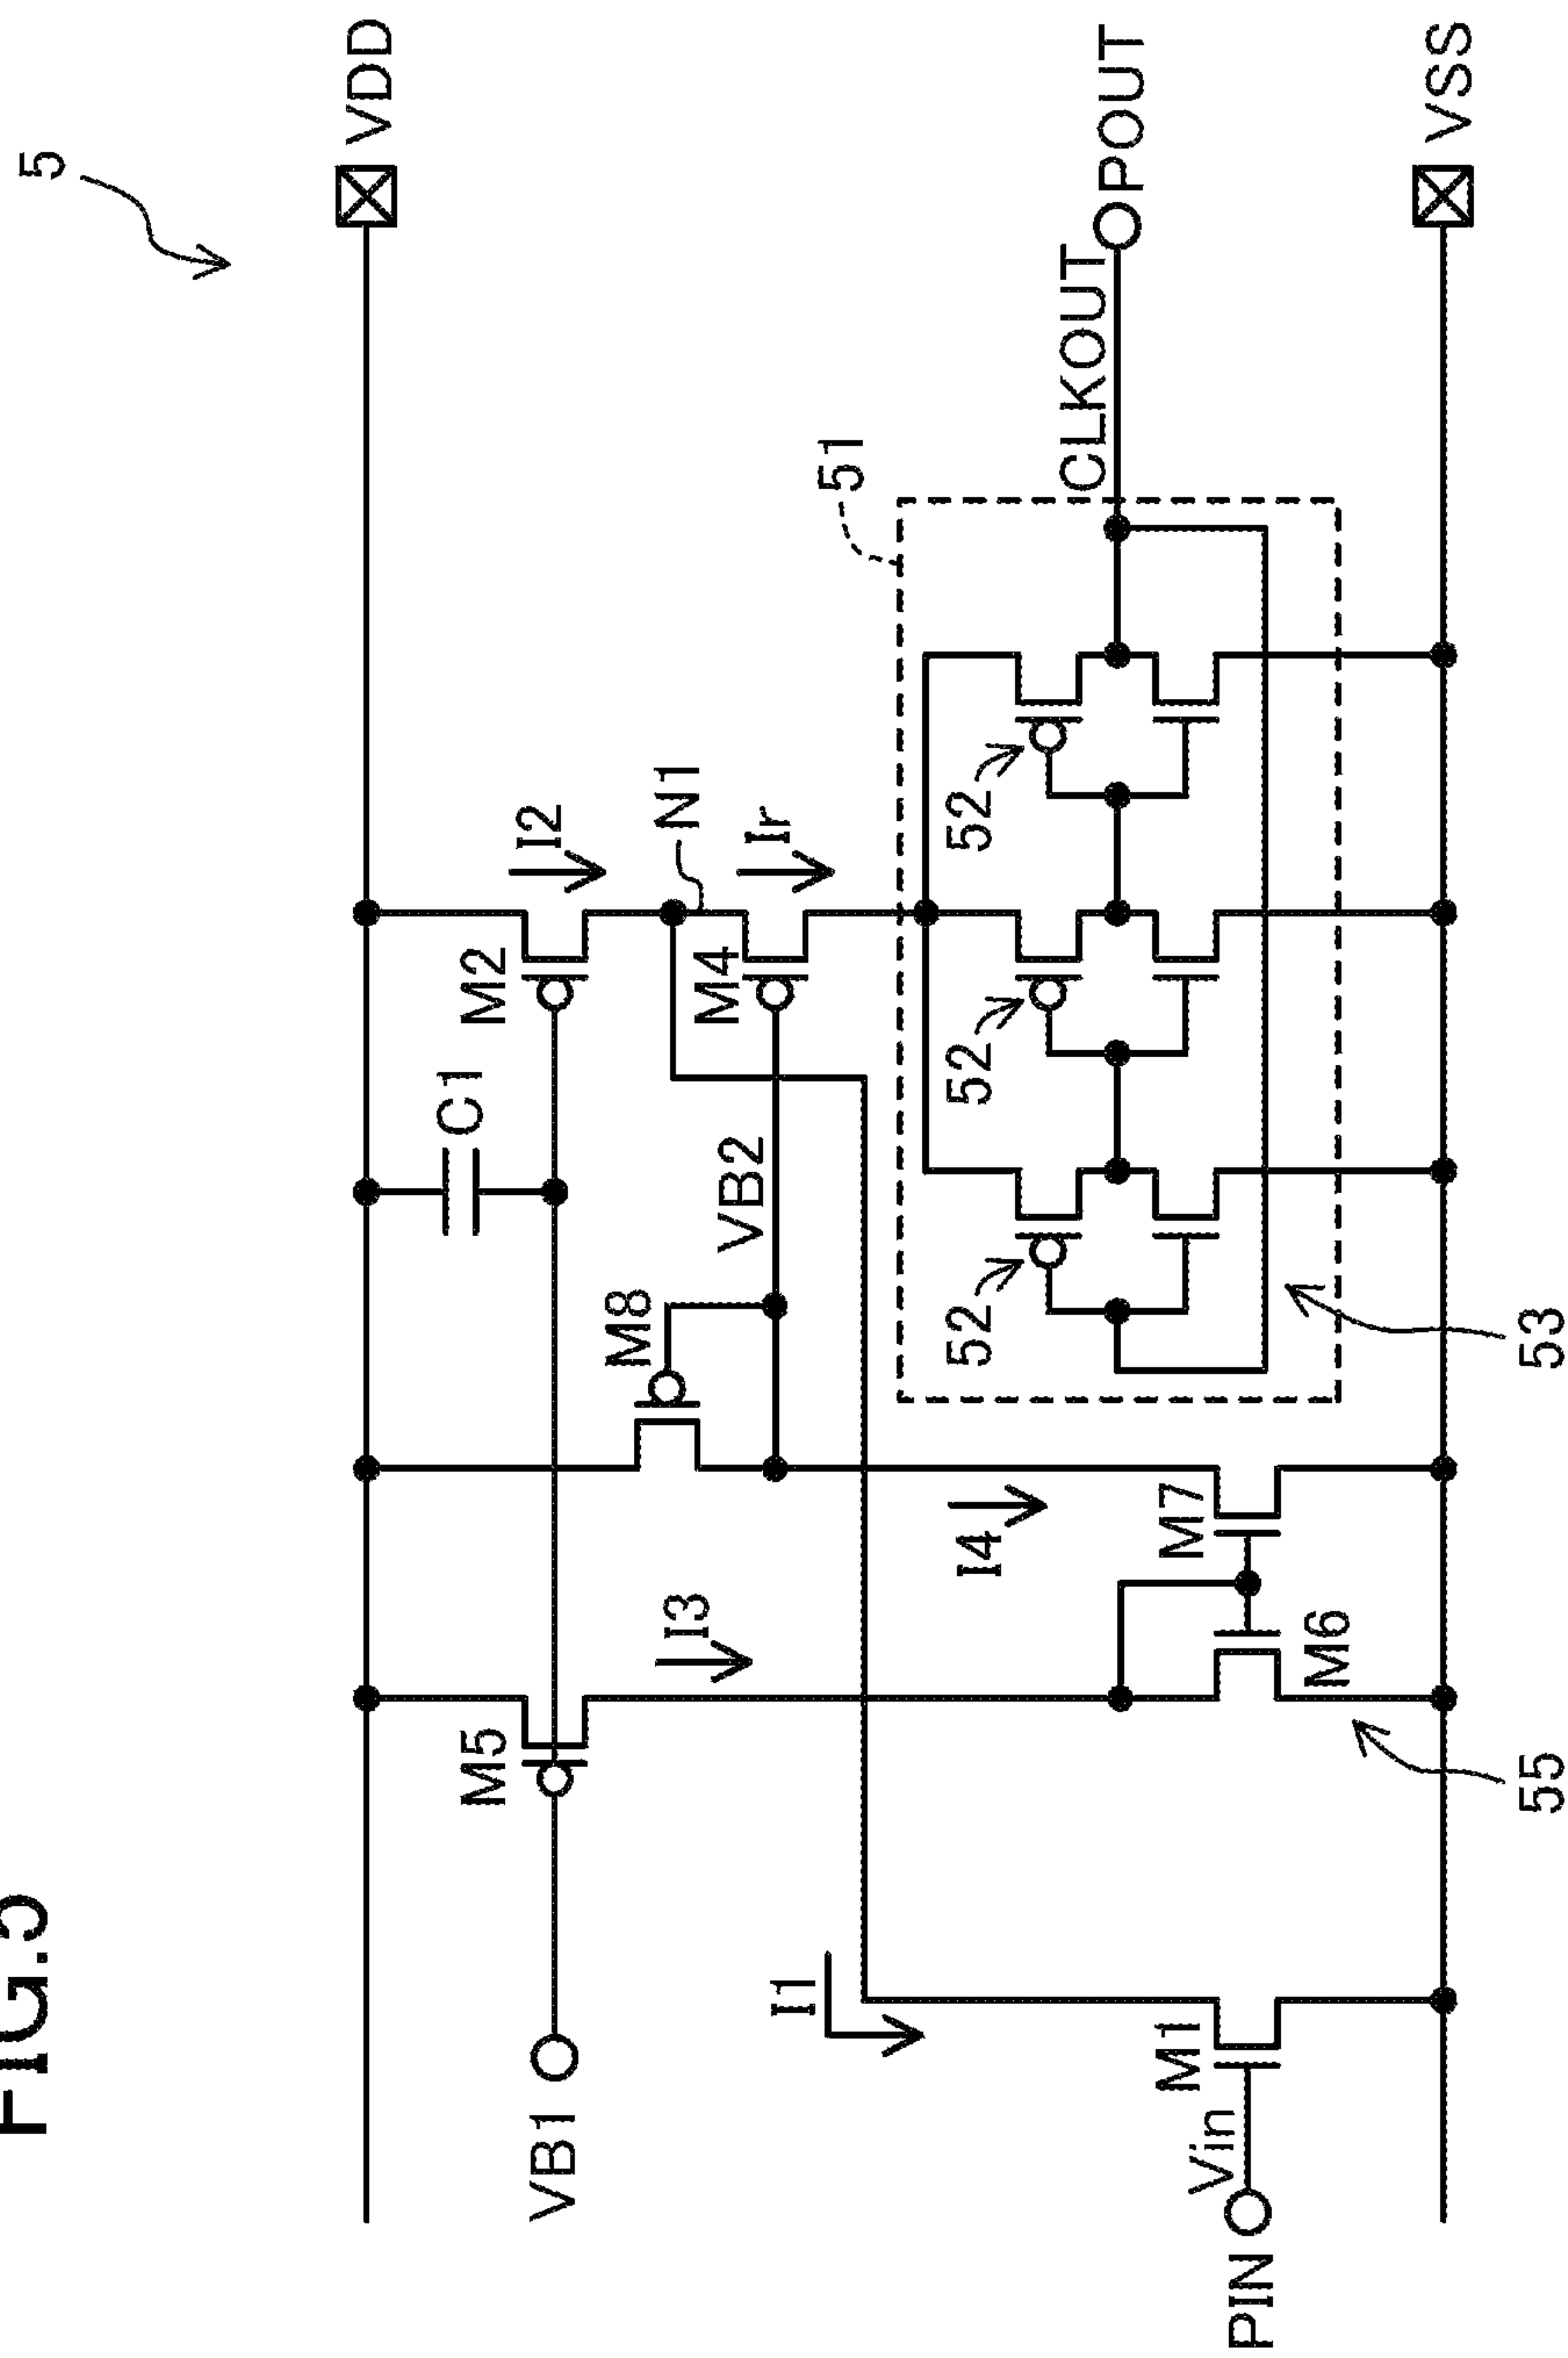 FIG.5
5
VDD
VB1
M5
C1
M2
I2
N1
M8
I3
VB2
M4
Ir
I1
I4
51
52
52
52
CLKOUT
POUT
PIN
Vin
M1
M6
M7
VSS
55
53